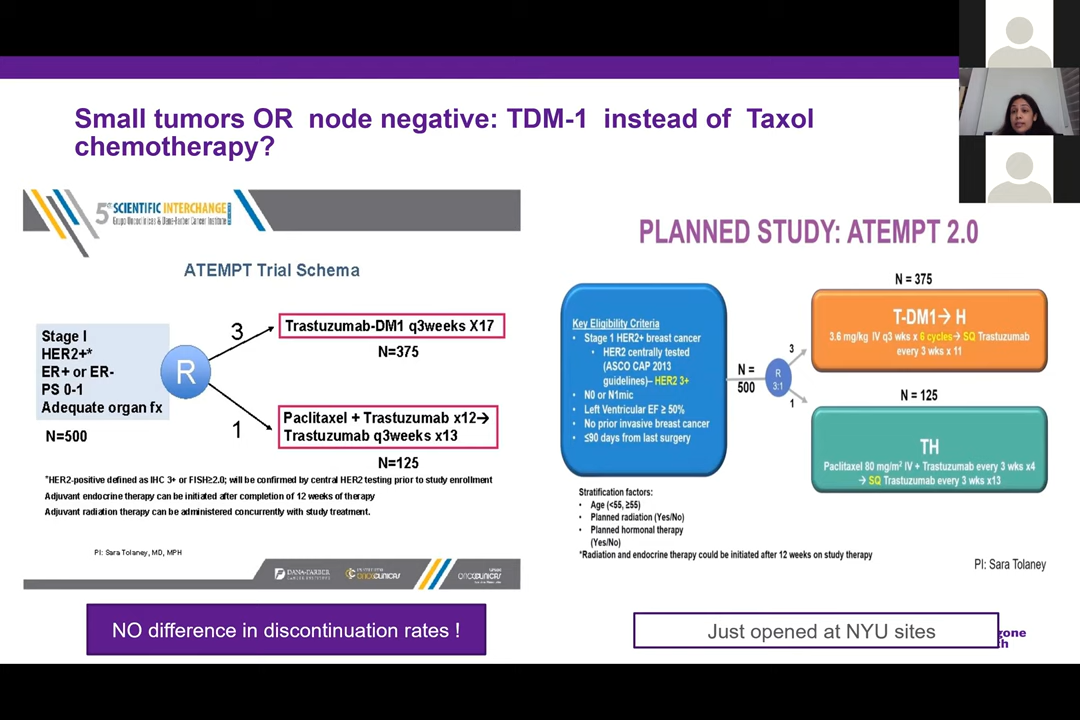 Small tumors OR node negative: TDM-1 instead of Taxol
chemotherapy?
SCIENTIFIC INTERCHANGE
ATEMPT Trial Schema
Stage I
HER2+*
ER+ or ER-
PS 0-1
Adequate organ fx
N=500
R
3
1
Trastuzumab-DM1 q3weeks X17
N=375
Paclitaxel + Trastuzumab x12→
Trastuzumab q3weeks x13
N=125
*HER2-positive defined as IHC 3+ or FISH≥2.0; will be confirmed by central HER2 testing prior to study enrollment
Adjuvant endocrine therapy can be initiated after completion of 12 weeks of therapy
Adjuvant radiation therapy can be administered concurrently with study treatment.
PI: Sara Tolaney, MD, MPH
DANA-FARBER
NO difference in discontinuation rates !
PLANNED STUDY: ATEMPT 2.0
Key Eligibility Criteria
• Stage 1 HER2+ breast cancer
• HER2 centrally tested
(ASCO CAP 2013
guidelines)– HER2 3+
• N0 or N1mic
• Left Ventricular EF ≥ 50%
• No prior invasive breast cancer
• ≤90 days from last surgery
N =
500
R
3:1
3
1
N = 375
T-DM1→ H
3.6 mg/kg IV q3 wks x 6 cycles→ SQ Trastuzumab
every 3 wks x 11
N = 125
TH
Paclitaxel 80 mg/m² IV + Trastuzumab every 3 wks x4
→ SQ Trastuzumab every 3 wks x13
Stratification factors:
• Age (<55, ≥55)
• Planned radiation (Yes/No)
• Planned hormonal therapy
(Yes/No)
*Radiation and endocrine therapy could be initiated after 12 weeks on study therapy
PI: Sara Tolaney
Just opened at NYU sites